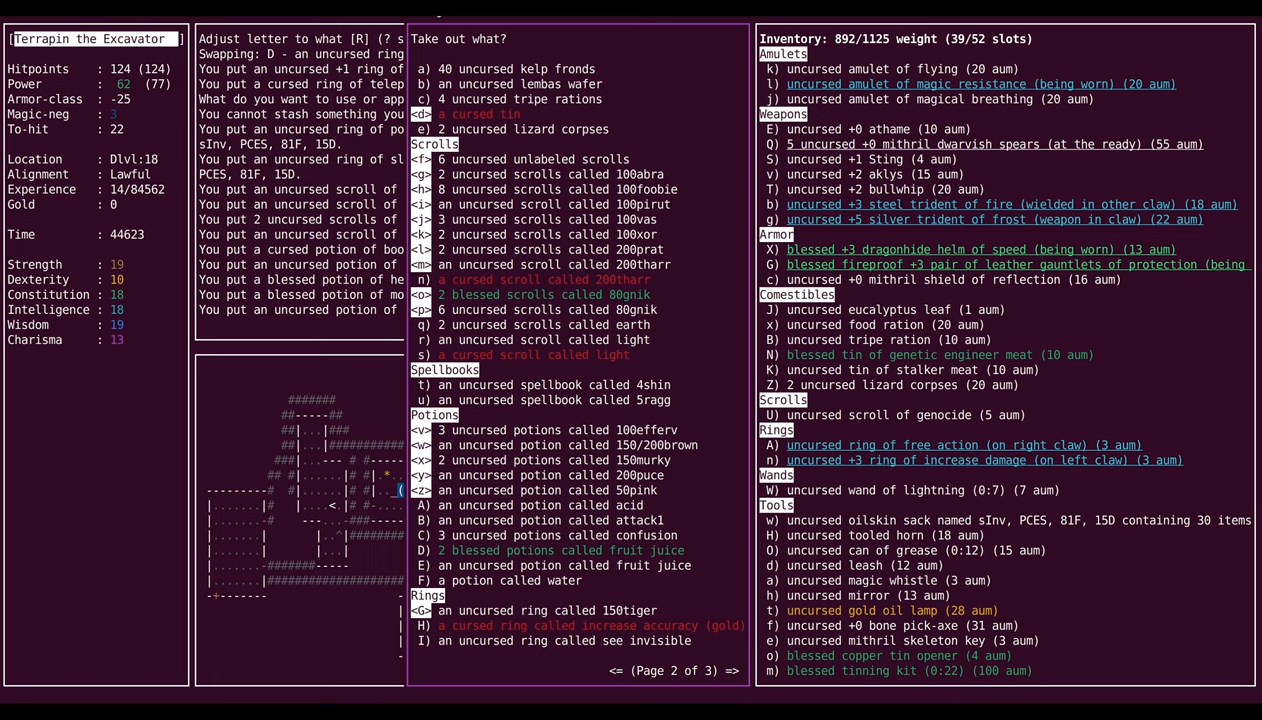 [Terrapin the Excavator ]
Hitpoints : 124 (124)
Power : 62 (77)
Armor-class : -25
Magic-neg : 3
To-hit : 22
Location : Dlvl:18
Alignment : Lawful
Experience : 14/84562
Gold : 0
Time : 44623
Strength : 19
Dexterity : 10
Constitution : 18
Intelligence : 18
Wisdom : 19
Charisma : 13
Adjust letter to what [R] (? s
Swapping: D - an uncursed ring
You put an uncursed +1 ring of
You put a cursed ring of telep
What do you want to use or app
You cannot stash something you
You put an uncursed ring of po
sInv, PCES, 81F, 15D.
You put an uncursed ring of sl
PCES, 81F, 15D.
You put an uncursed scroll of
You put an uncursed scroll of
You put 2 uncursed scrolls of
You put an uncursed scroll of
You put a cursed potion of boo
You put an uncursed potion of
You put a blessed potion of he
You put a blessed potion of mo
You put an uncursed potion of
Take out what?
a) 40 uncursed kelp fronds
b) an uncursed lembas wafer
c) 4 uncursed tripe rations
<d> a cursed tin
e) 2 uncursed lizard corpses
Scrolls
<f> 6 uncursed unlabeled scrolls
<g> 2 uncursed scrolls called 100abra
<h> 8 uncursed scrolls called 100foobie
<i> an uncursed scroll called 100pirut
<j> 3 uncursed scrolls called 100vas
<k> 2 uncursed scrolls called 100xor
<l> 2 uncursed scrolls called 200prat
<m> an uncursed scroll called 200tharr
n) a cursed scroll called 200tharr
<o> 2 blessed scrolls called 80gnik
<p> 6 uncursed scrolls called 80gnik
q) 2 uncursed scrolls called earth
r) an uncursed scroll called light
s) a cursed scroll called light
Spellbooks
t) an uncursed spellbook called 4shin
u) an uncursed spellbook called 5ragg
Potions
<v> 3 uncursed potions called 100efferv
<w> an uncursed potion called 150/200brown
<x> 2 uncursed potions called 150murky
<y> an uncursed potion called 200puce
<z> an uncursed potion called 50pink
A) an uncursed potion called acid
B) an uncursed potion called attack1
C) 3 uncursed potions called confusion
D) 2 blessed potions called fruit juice
E) an uncursed potion called fruit juice
F) a potion called water
Rings
<G> an uncursed ring called 150tiger
H) a cursed ring called increase accuracy (gold)
I) an uncursed ring called see invisible
<= (Page 2 of 3) =>
Inventory: 892/1125 weight (39/52 slots)
Amulets
k) uncursed amulet of flying (20 aum)
l) uncursed amulet of magic resistance (being worn) (20 aum)
j) uncursed amulet of magical breathing (20 aum)
Weapons
E) uncursed +0 athame (10 aum)
Q) 5 uncursed +0 mithril dwarvish spears (at the ready) (55 aum)
S) uncursed +1 Sting (4 aum)
v) uncursed +2 aklys (15 aum)
T) uncursed +2 bullwhip (20 aum)
b) uncursed +3 steel trident of fire (wielded in other claw) (18 aum)
g) uncursed +5 silver trident of frost (weapon in claw) (22 aum)
Armor
X) blessed +3 dragonhide helm of speed (being worn) (13 aum)
G) blessed fireproof +3 pair of leather gauntlets of protection (being
c) uncursed +0 mithril shield of reflection (16 aum)
Comestibles
J) uncursed eucalyptus leaf (1 aum)
x) uncursed food ration (20 aum)
B) uncursed tripe ration (10 aum)
N) blessed tin of genetic engineer meat (10 aum)
K) uncursed tin of stalker meat (10 aum)
Z) 2 uncursed lizard corpses (20 aum)
Scrolls
U) uncursed scroll of genocide (5 aum)
Rings
A) uncursed ring of free action (on right claw) (3 aum)
n) uncursed +3 ring of increase damage (on left claw) (3 aum)
Wands
W) uncursed wand of lightning (0:7) (7 aum)
Tools
w) uncursed oilskin sack named sInv, PCES, 81F, 15D containing 30 items
H) uncursed tooled horn (18 aum)
O) uncursed can of grease (0:12) (15 aum)
d) uncursed leash (12 aum)
a) uncursed magic whistle (3 aum)
h) uncursed mirror (13 aum)
t) uncursed gold oil lamp (28 aum)
f) uncursed +0 bone pick-axe (31 aum)
e) uncursed mithril skeleton key (3 aum)
o) blessed copper tin opener (4 aum)
m) blessed tinning kit (0:22) (100 aum)